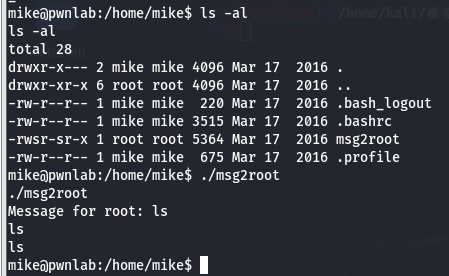 mike@pwnlab:/home/mike$ ls -al
ls -al
total 28
drwxr-x--- 2 mike mike 4096 Mar 17  2016 .
drwxr-xr-x 6 root root 4096 Mar 17  2016 ..
-rw-r--r-- 1 mike mike  220 Mar 17  2016 .bash_logout
-rw-r--r-- 1 mike mike 3515 Mar 17  2016 .bashrc
-rwsr-sr-x 1 root root 5364 Mar 17  2016 msg2root
-rw-r--r-- 1 mike mike  675 Mar 17  2016 .profile
mike@pwnlab:/home/mike$ ./msg2root
./msg2root
Message for root: ls
ls
ls
mike@pwnlab:/home/mike$